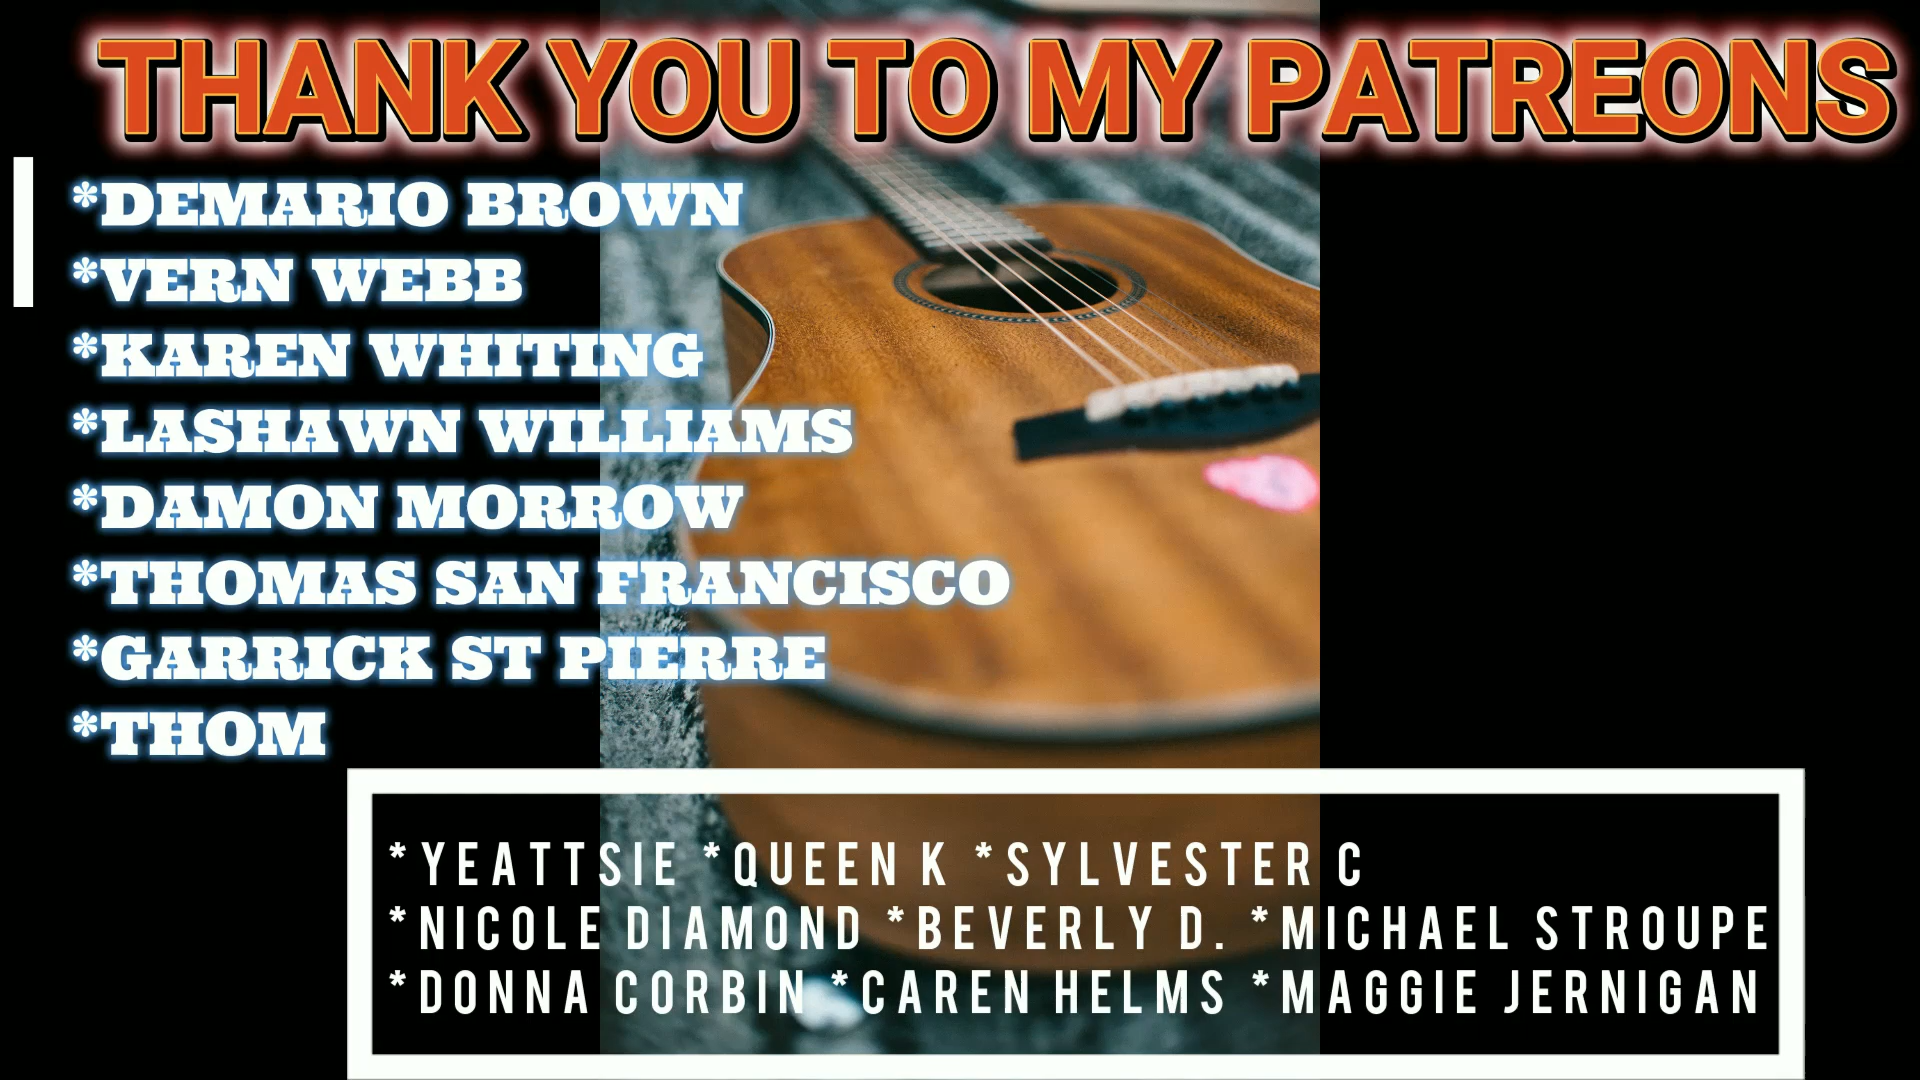 THANK YOU TO MY PATREONS
*DEMARIO BROWN
*VERN WEBB
*KAREN WHITING
*LASHAWN WILLIAMS
*DAMON MORROW
*THOMAS SAN FRANCISCO
*GARRICK ST PIERRE
*THOM
*YEATTSIE *QUEEN K *SYLVESTER C
*NICOLE DIAMOND *BEVERLY D. *MICHAEL STROUPE
*DONNA CORBIN *CAREN HELMS *MAGGIE JERNIGAN